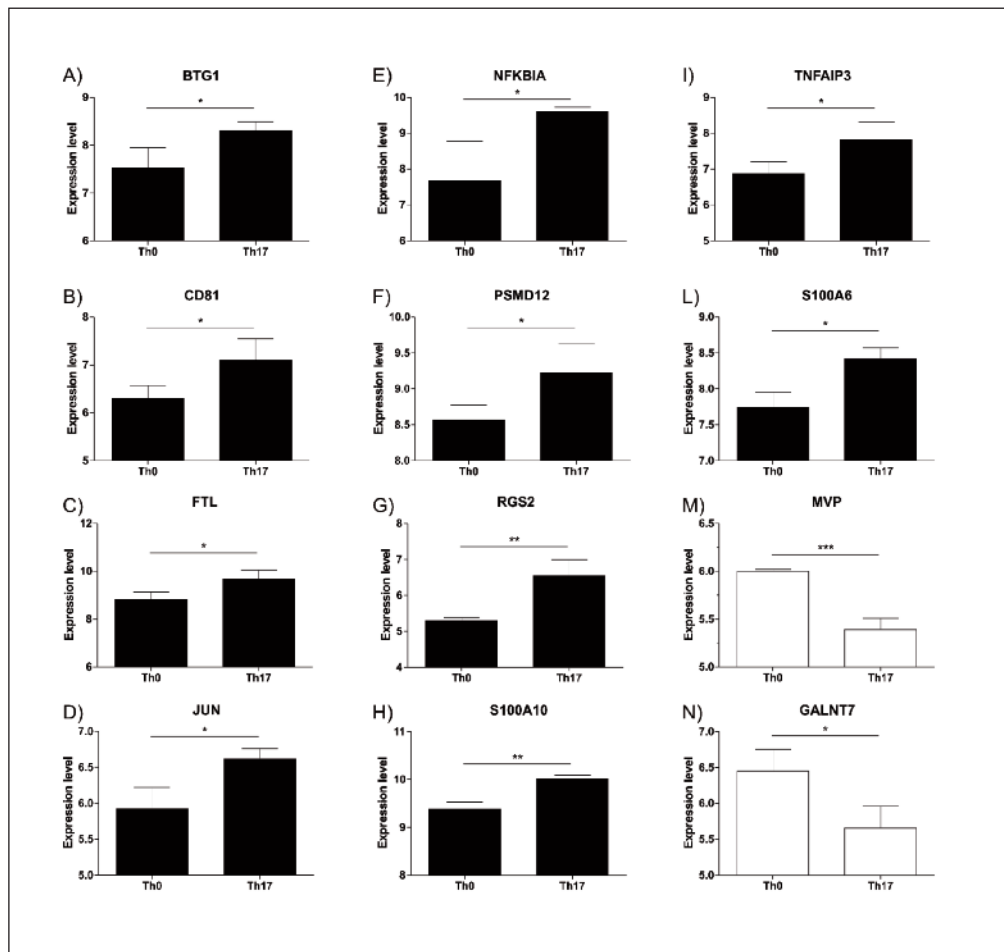 A)
BTG1
*
Expression level
9
8
7
6
Th0
Th17
E)
NFKBIA
*
Expression level
10
9
8
7
6
Th0
Th17
I)
TNFAIP3
*
Expression level
9
8
7
6
5
Th0
Th17
B)
CD81
*
Expression level
8
7
6
5
Th0
Th17
F)
PSMD12
*
Expression level
10.0
9.5
9.0
8.5
8.0
Th0
Th17
L)
S100A6
*
Expression level
9.0
8.5
8.0
7.5
7.0
Th0
Th17
C)
FTL
*
Expression level
12
10
8
6
Th0
Th17
G)
RGS2
**
Expression level
8
7
6
5
4
Th0
Th17
M)
MVP
***
Expression level
6.5
6.0
5.5
5.0
Th0
Th17
D)
JUN
*
Expression level
7.0
6.5
6.0
5.5
5.0
Th0
Th17
H)
S100A10
**
Expression level
11
10
9
8
Th0
Th17
N)
GALNT7
*
Expression level
7.0
6.5
6.0
5.5
5.0
Th0
Th17